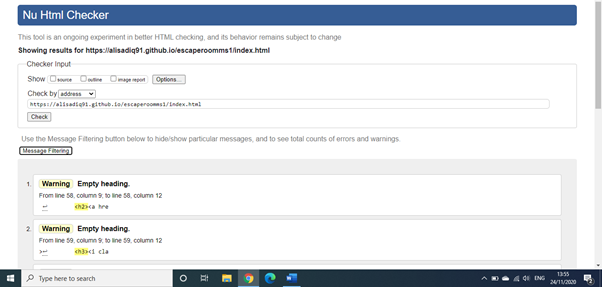 Nu Html Checker
This tool is an ongoing experiment in better HTML checking, and its behavior remains subject to change
Showing results for https://alisadiq91.github.io/escaperoomms1/index.html
Checker Input
Show source outline image report Options...
Check by address
https://alisadiq91.github.io/escaperoomms1/index.html
Check
Use the Message Filtering button below to hide/show particular messages, and to see total counts of errors and warnings.
Message Filtering
1. Warning Empty heading.
From line 58, column 9; to line 58, column 12
↩ <h2><a hre
2. Warning Empty heading.
From line 59, column 9; to line 59, column 12
>↩ <h3><i cla
Type here to search
ENG
13:55
24/11/2020